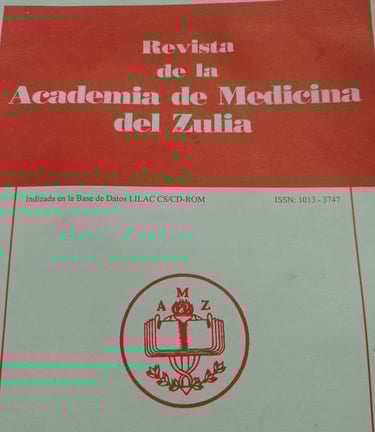 Revista
de la
Academia de Medicina
del Zulia
Indizada en la Base de Datos LILAC CS/CD-ROM ISSN: 1013 - 3747
M
A Z